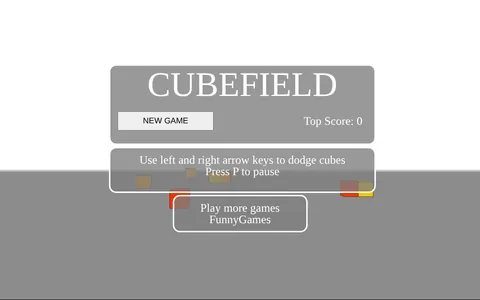 CUBEFIELD
NEW GAME
Top Score: 0
Use left and right arrow keys to dodge cubes
Press P to pause
Play more games
FunnyGames